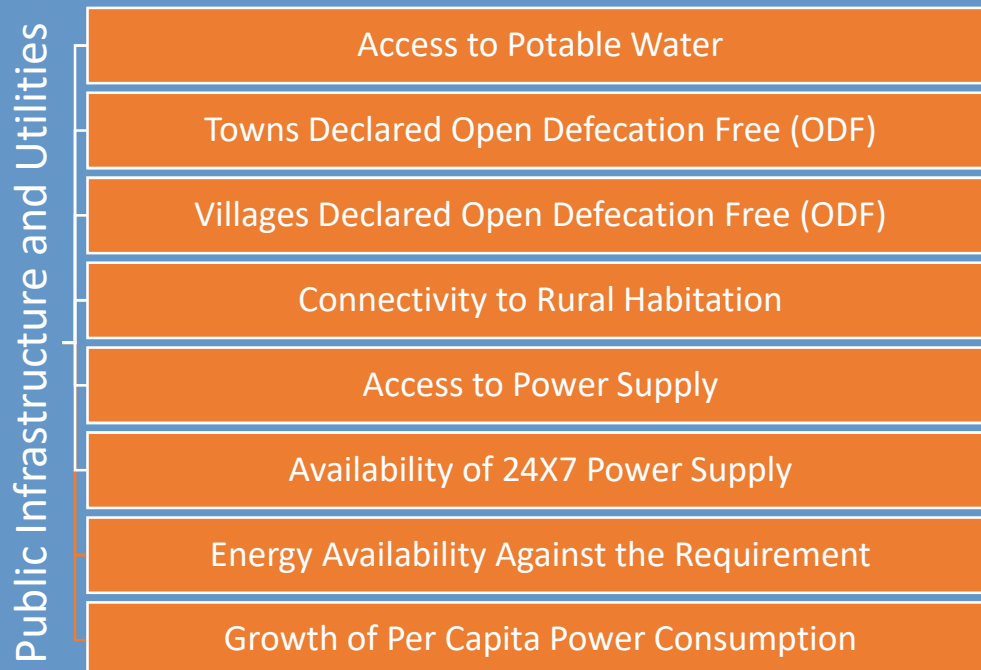 Public Infrastructure and Utilities
Access to Potable Water
Towns Declared Open Defecation Free (ODF)
Villages Declared Open Defecation Free (ODF)
Connectivity to Rural Habitation
Access to Power Supply
Availability of 24X7 Power Supply
Energy Availability Against the Requirement
Growth of Per Capita Power Consumption